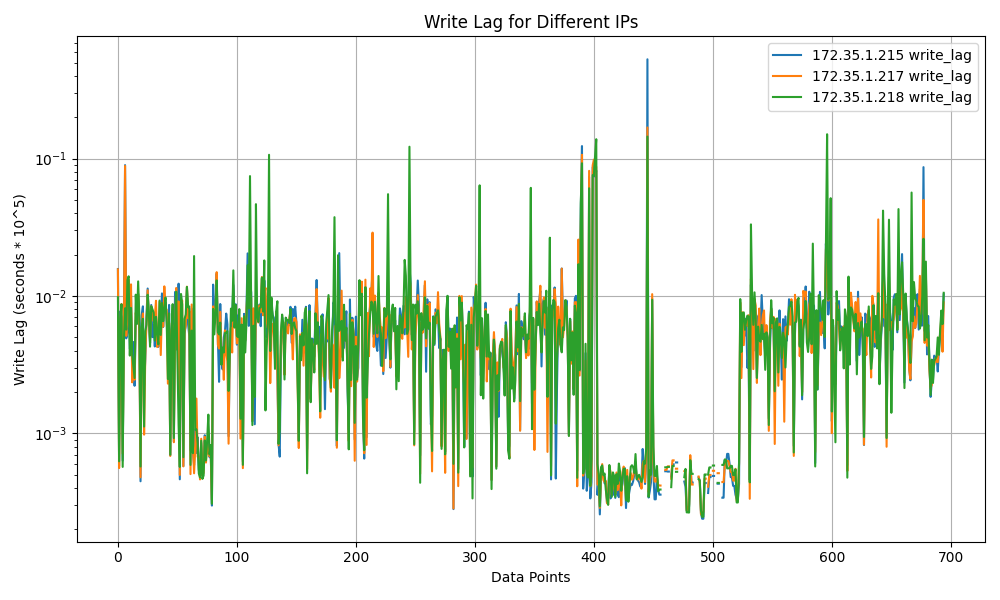 Write Lag for Different IPs
172.35.1.215 write_lag
172.35.1.217 write_lag
172.35.1.218 write_lag
Write Lag (seconds * 10^5)
10⁻¹
10⁻²
10⁻³
0 100 200 300 400 500 600 700
Data Points